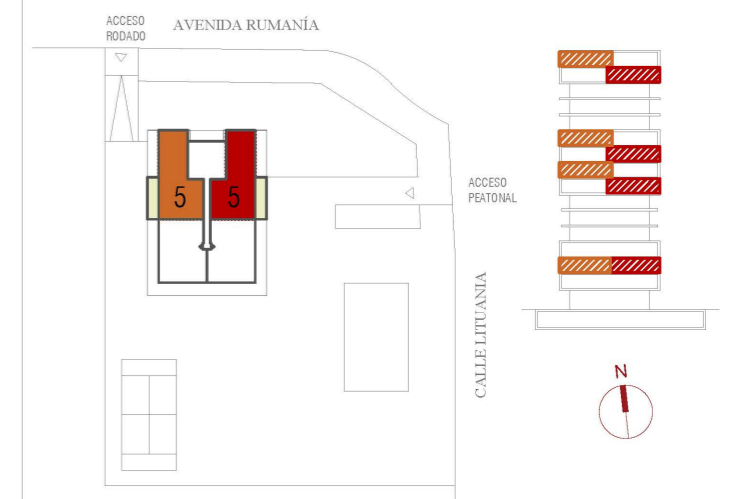 ACCESO
RODADO
AVENIDA RUMANÍA
5
5
ACCESO
PEATONAL
CALLE LITUANIA
N